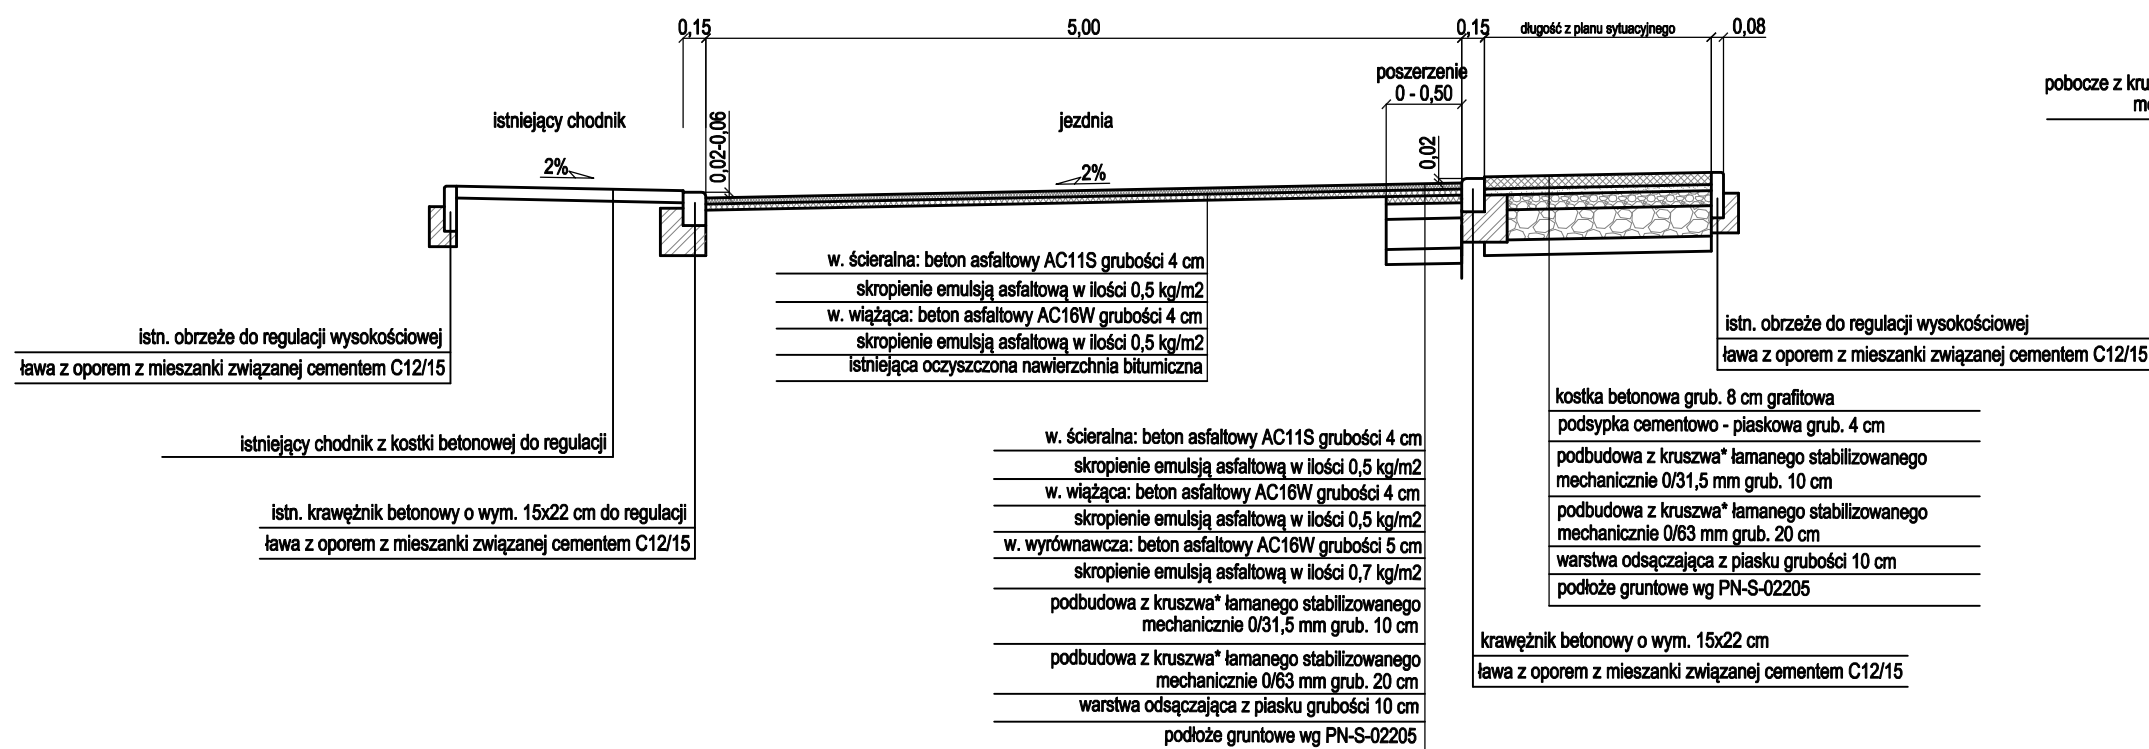 0,15
5,00
0,15
długość z planu sytuacyjnego
0,08
poszerzenie
0 - 0,50
pobocze z kru
istniejący chodnik
jezdnia
0,02-0,06
0,02
2%
2%
w. ścieralna: beton asfaltowy AC11S grubości 4 cm
skropienie emulsją asfaltową w ilości 0,5 kg/m2
w. wiążąca: beton asfaltowy AC16W grubości 4 cm
skropienie emulsją asfaltową w ilości 0,5 kg/m2
istniejąca oczyszczona nawierzchnia bitumiczna
istn. obrzeże do regulacji wysokościowej
ława z oporem z mieszanki związanej cementem C12/15
istniejący chodnik z kostki betonowej do regulacji
istn. krawężnik betonowy o wym. 15x22 cm do regulacji
ława z oporem z mieszanki związanej cementem C12/15
w. ścieralna: beton asfaltowy AC11S grubości 4 cm
skropienie emulsją asfaltową w ilości 0,5 kg/m2
w. wiążąca: beton asfaltowy AC16W grubości 4 cm
skropienie emulsją asfaltową w ilości 0,5 kg/m2
w. wyrównawcza: beton asfaltowy AC16W grubości 5 cm
skropienie emulsją asfaltową w ilości 0,7 kg/m2
podbudowa z kruszwa* łamanego stabilizowanego
mechanicznie 0/31,5 mm grub. 10 cm
podbudowa z kruszwa* łamanego stabilizowanego
mechanicznie 0/63 mm grub. 20 cm
warstwa odsączająca z piasku grubości 10 cm
podłoże gruntowe wg PN-S-02205
istn. obrzeże do regulacji wysokościowej
ława z oporem z mieszanki związanej cementem C12/15
kostka betonowa grub. 8 cm grafitowa
podsypka cementowo - piaskowa grub. 4 cm
podbudowa z kruszwa* łamanego stabilizowanego
mechanicznie 0/31,5 mm grub. 10 cm
podbudowa z kruszwa* łamanego stabilizowanego
mechanicznie 0/63 mm grub. 20 cm
warstwa odsączająca z piasku grubości 10 cm
podłoże gruntowe wg PN-S-02205
krawężnik betonowy o wym. 15x22 cm
ława z oporem z mieszanki związanej cementem C12/15